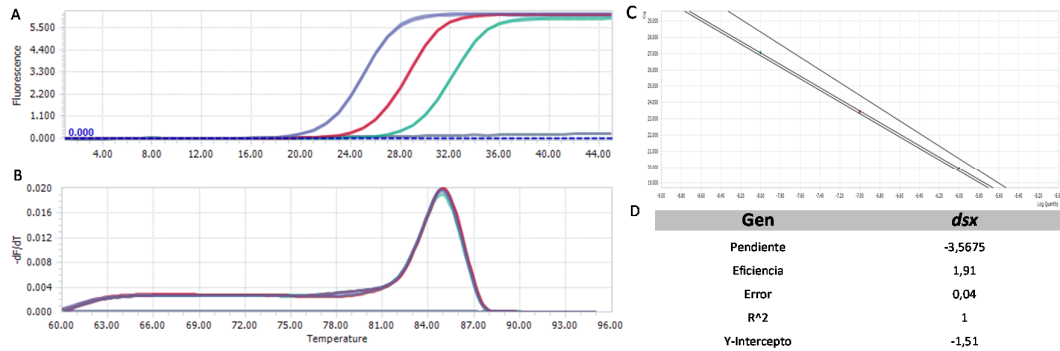 A
5.500
4.400
3.300
2.200
1.100
0.000
Fluorescence
0.000
4.00 8.00 12.00 16.00 20.00 24.00 28.00 32.00 36.00 40.00 44.00
B
0.020
0.016
0.012
0.008
0.004
0.000
-dF/dT
60.00 63.00 66.00 69.00 72.00 75.00 78.00 81.00 84.00 87.00 90.00 93.00 96.00
Temperature
C
Log Quantity
D
Gen dsx
Pendiente -3,5675
Eficiencia 1,91
Error 0,04
R^2 1
Y-Intercepto -1,51